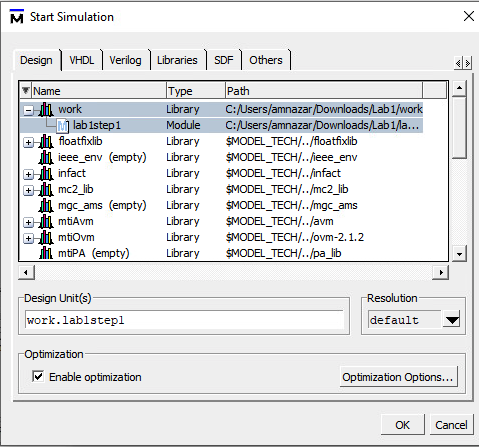 Start Simulation
Design VHDL Verilog Libraries SDF Others
Name Type Path
work Library C:/Users/amnazar/Downloads/Lab1/work
lab1step1 Module C:/Users/amnazar/Downloads/Lab1/la...
floatfixlib Library $MODEL_TECH/../floatfixlib
ieee_env (empty) Library $MODEL_TECH/../ieee_env
infact Library $MODEL_TECH/../infact
mc2_lib Library $MODEL_TECH/../mc2_lib
mgc_ams (empty) Library $MODEL_TECH/../mgc_ams
mtiAvm Library $MODEL_TECH/../avm
mtiOvm Library $MODEL_TECH/../ovm-2.1.2
mtiPA (empty) Library $MODEL_TECH/../pa_lib
Design Unit(s) Resolution
work.lab1step1 default
Optimization
Enable optimization Optimization Options...
OK Cancel